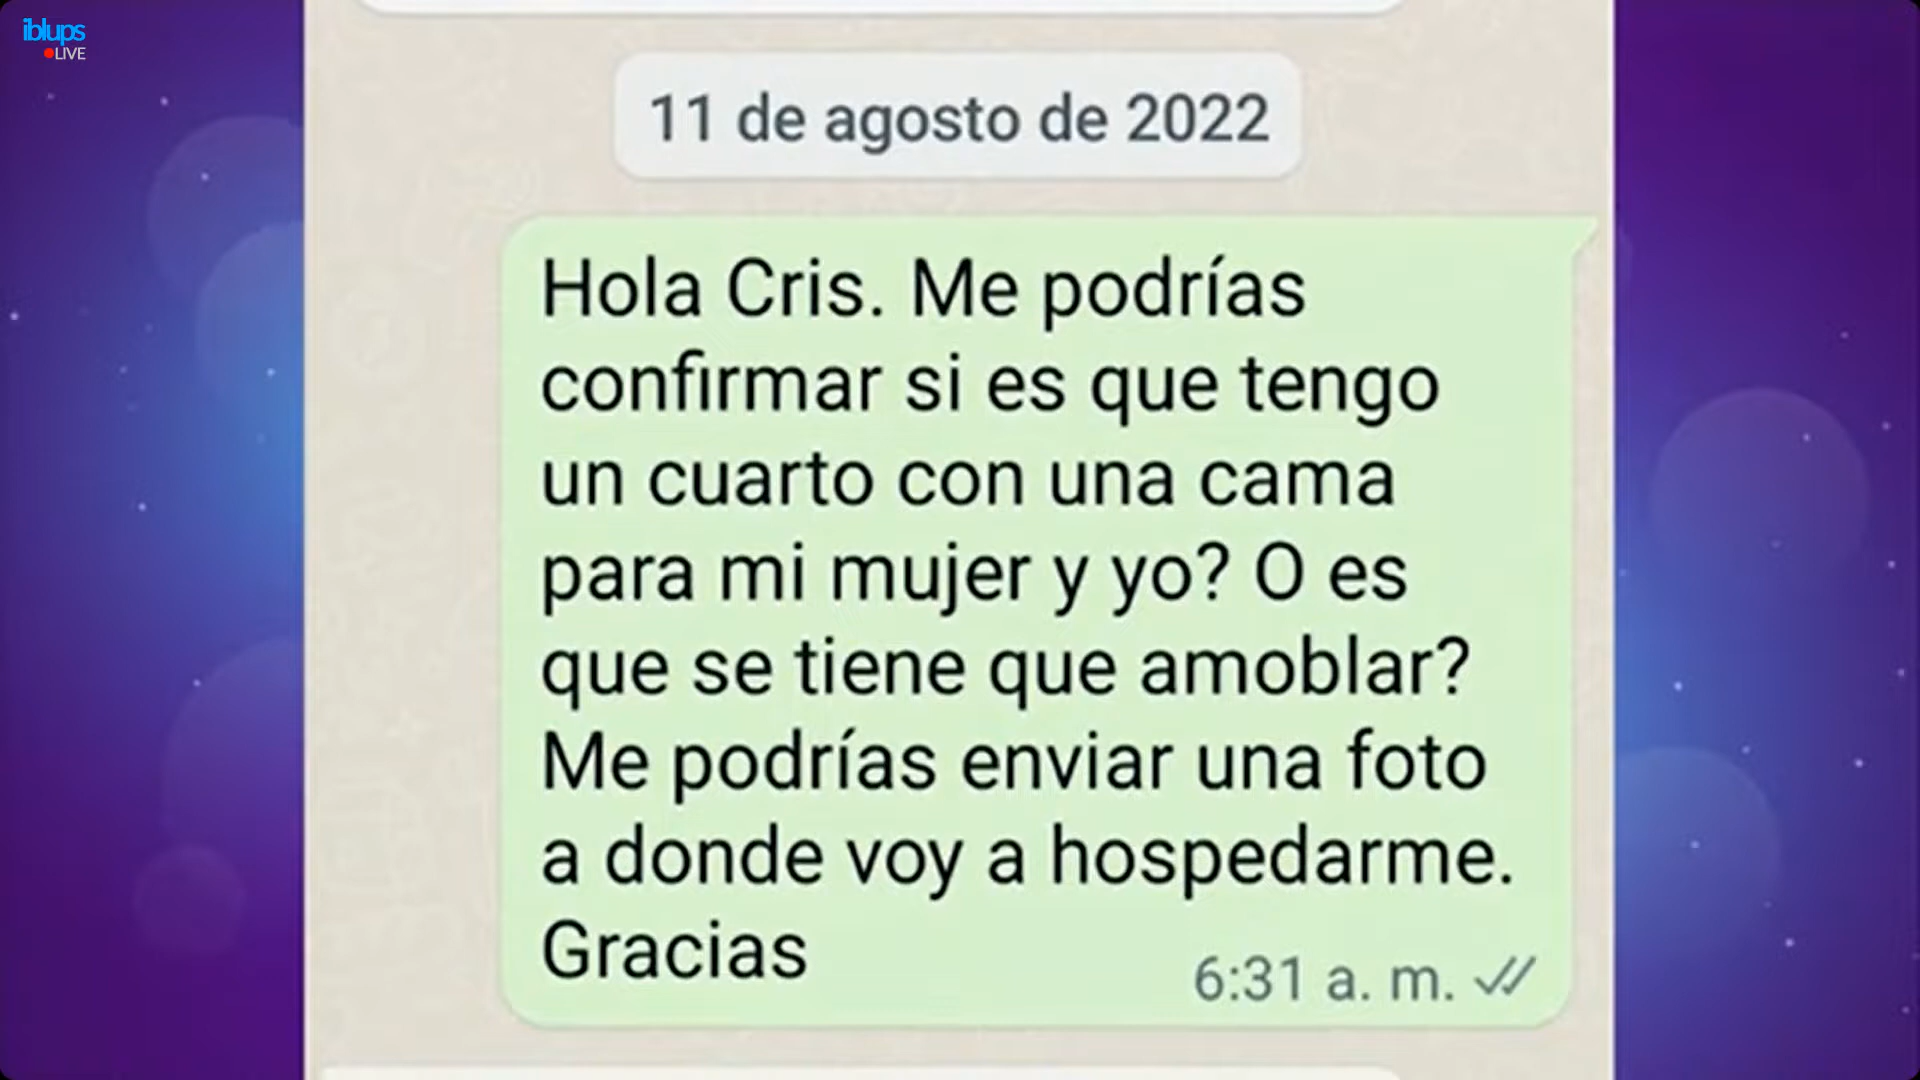 iblups
LIVE
11 de agosto de 2022
Hola Cris. Me podrías
confirmar si es que tengo
un cuarto con una cama
para mi mujer y yo? O es
que se tiene que amoblar?
Me podrías enviar una foto
a donde voy a hospedarme.
Gracias
6:31 a. m.